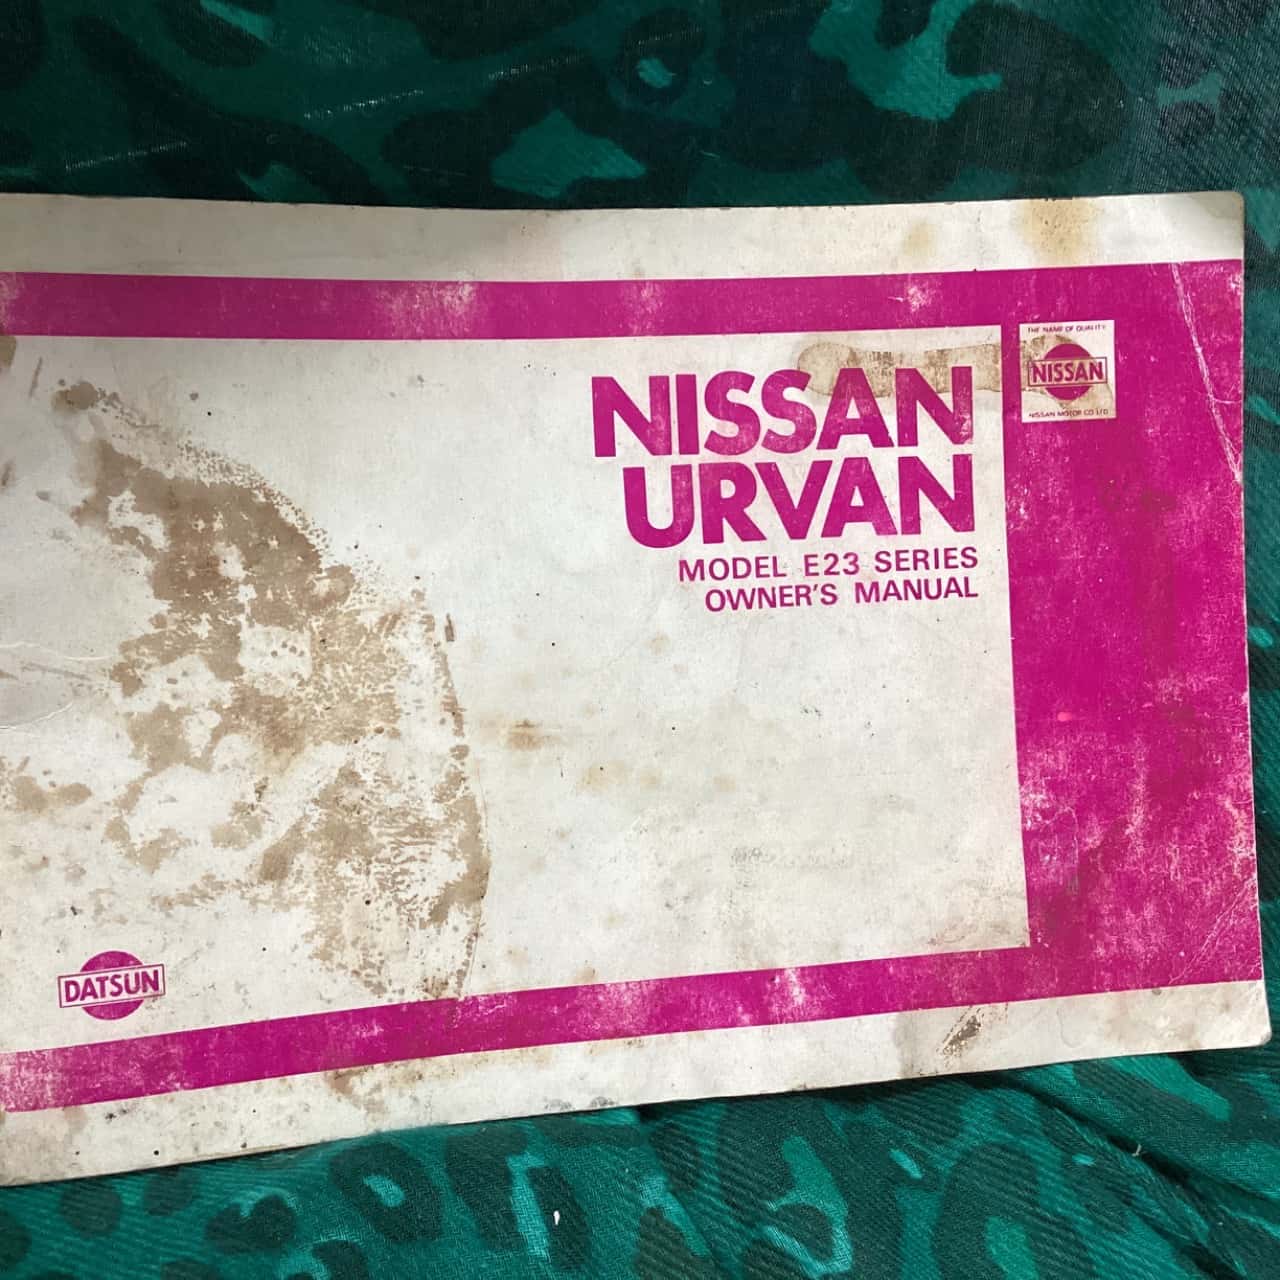 THE NAME OF QUALITY
NISSAN
NISSAN MOTOR CO LTD
NISSAN
URVAN
MODEL E23 SERIES
OWNER'S MANUAL
DATSUN